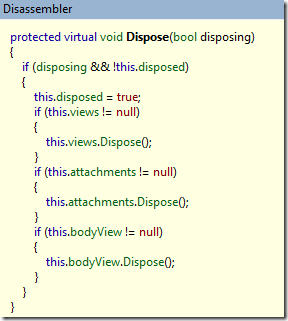 Disassembler
protected virtual void Dispose(bool disposing)
{
if (disposing && !this.disposed)
{
this.disposed = true;
if (this.views != null)
{
this.views.Dispose();
}
if (this.attachments != null)
{
this.attachments.Dispose();
}
if (this.bodyView != null)
{
this.bodyView.Dispose();
}
}
}